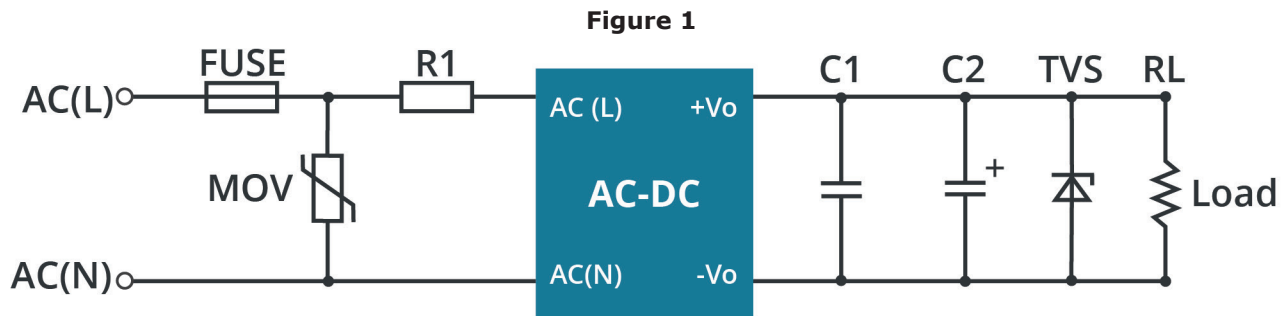 Figure 1
FUSE R1 C1 C2 TVS RL
AC(L) AC (L) +Vo
+
MOV AC-DC Load
AC(N) AC(N) -Vo